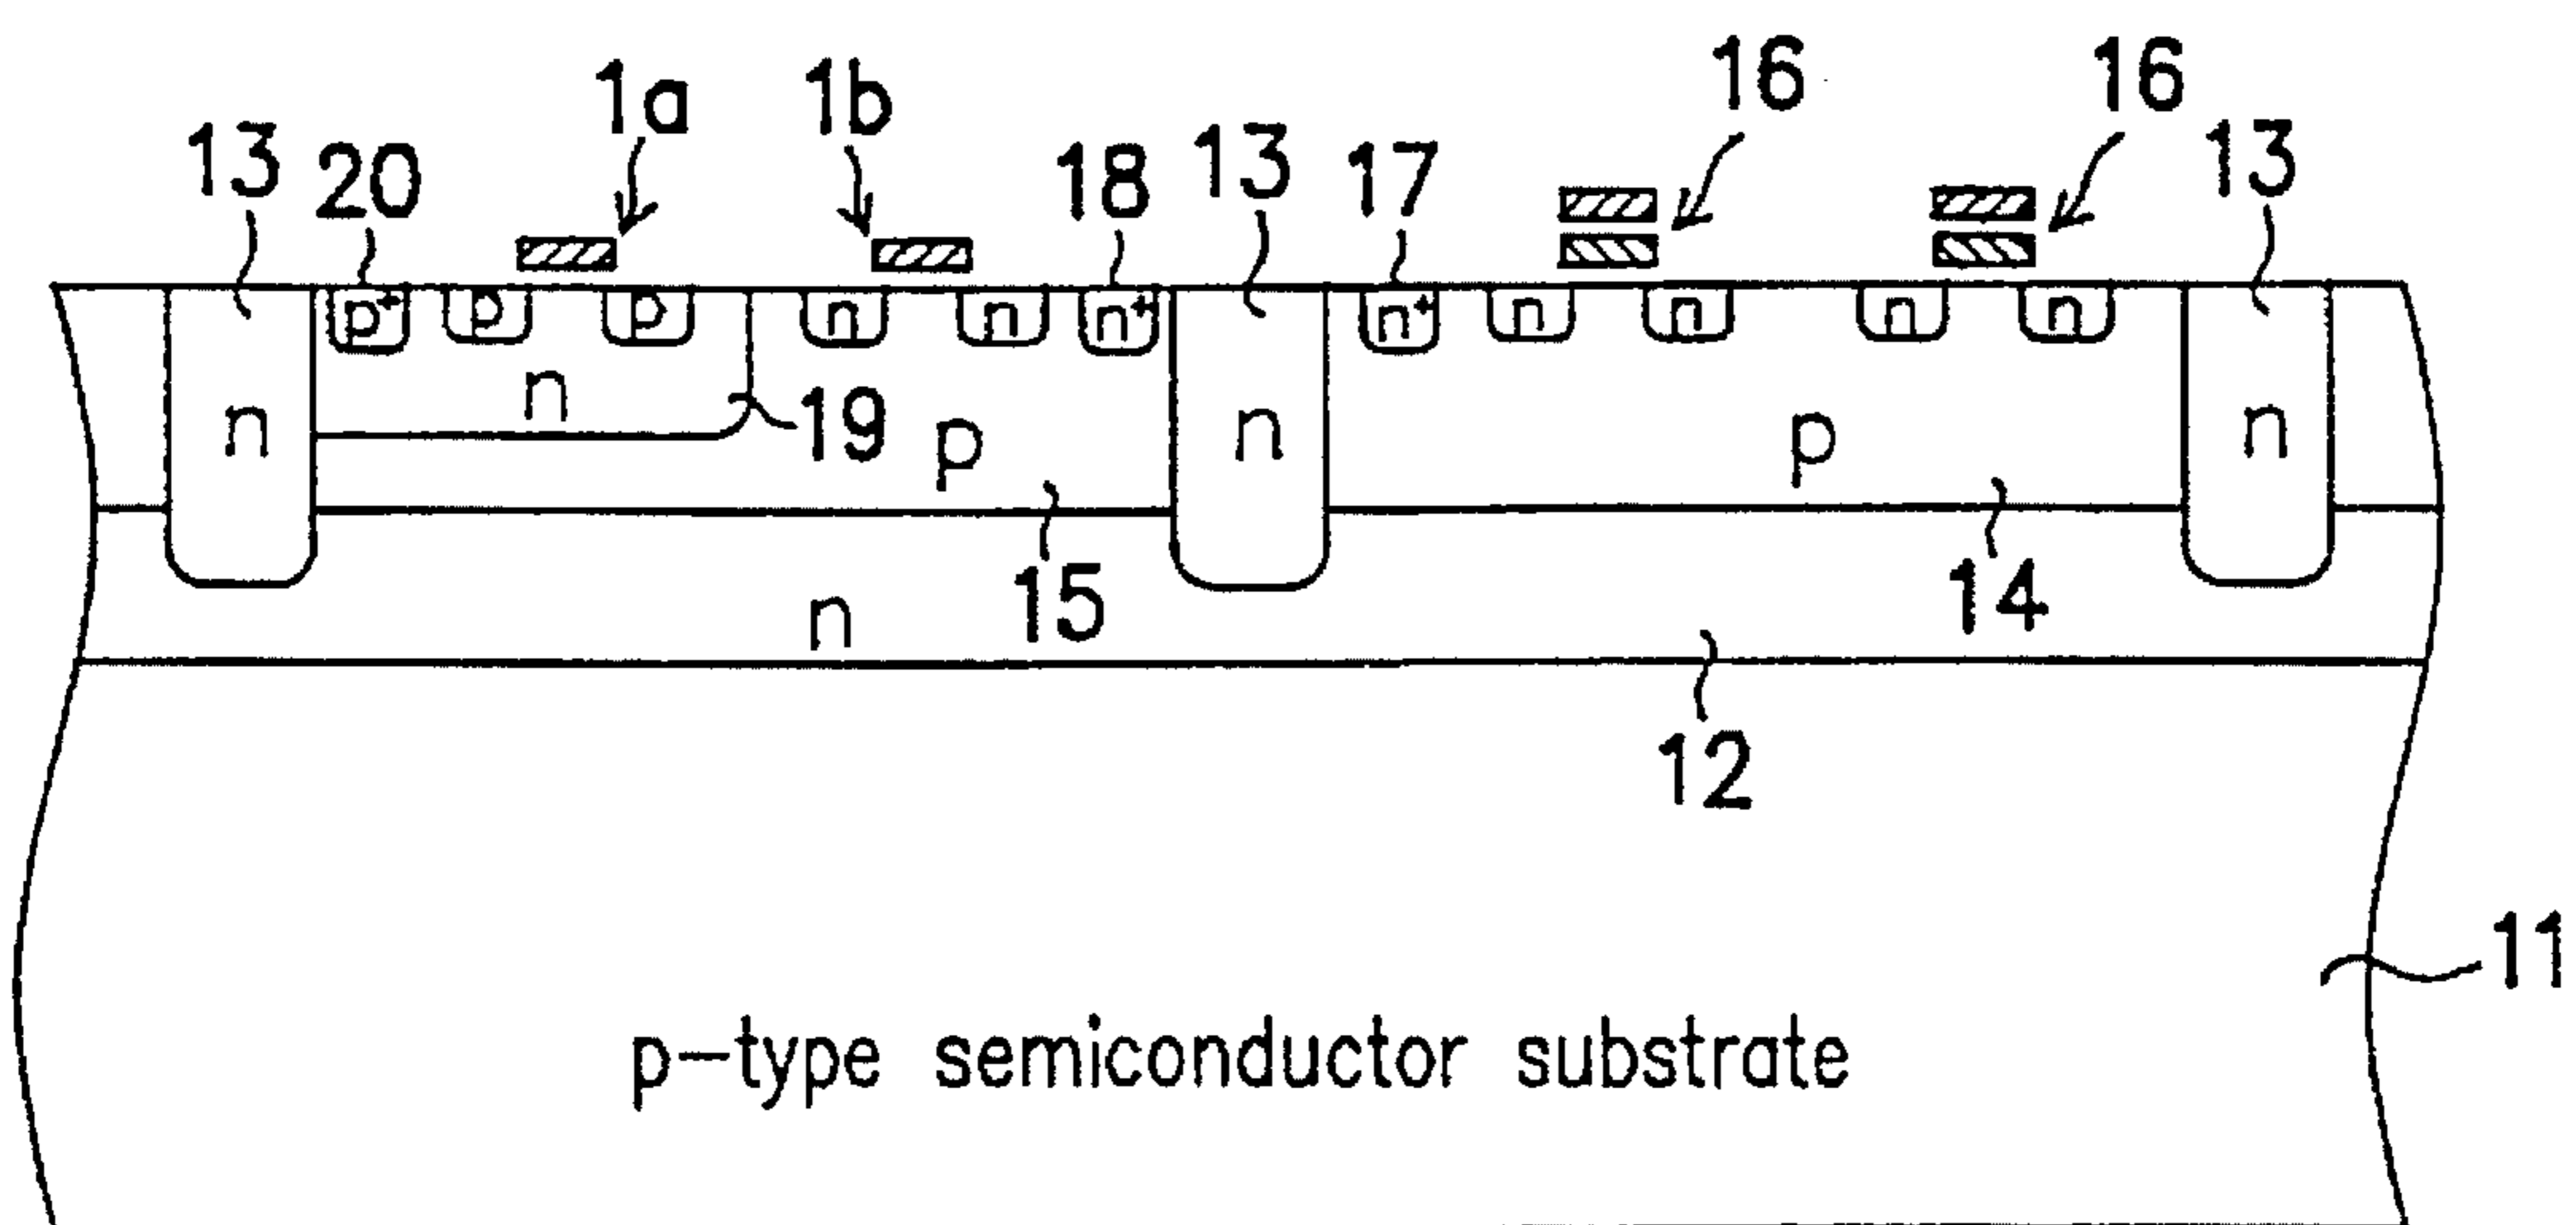 1a 1b 16 16
13 20 18 13 17 13
p+ p p n n n+ n+ n n n n
n n 19 p n p n
n 15 14
12
11
p-type semiconductor substrate